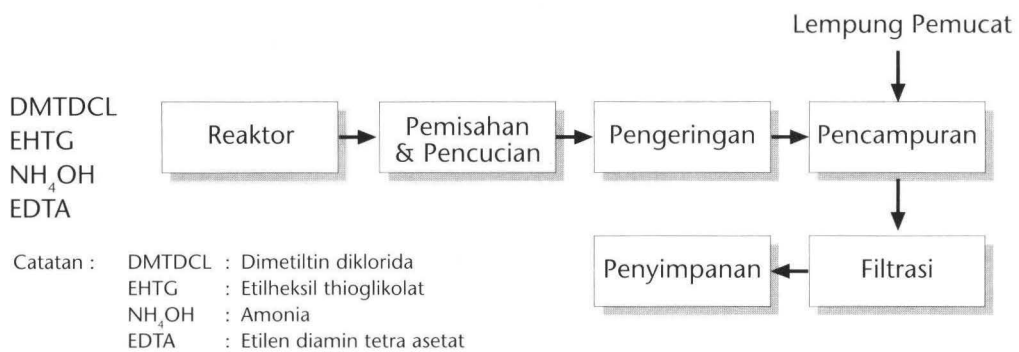 Lempung Pemucat
DMTDCL
EHTG
NH₄OH
EDTA
Reaktor
Pemisahan
& Pencucian
Pengeringan
Pencampuran
Penyimpanan
Filtrasi
Catatan : DMTDCL : Dimetiltin diklorida
EHTG : Etilheksil thioglikolat
NH₄OH : Amonia
EDTA : Etilen diamin tetra asetat